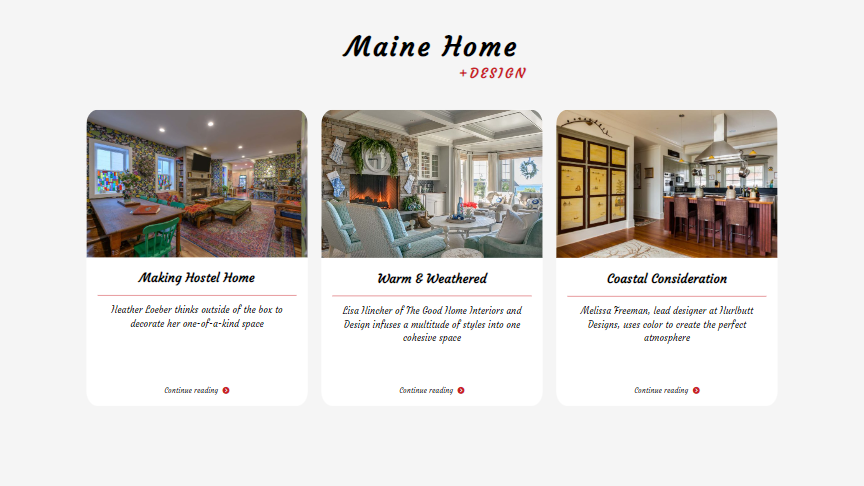 Maine Home
+DESIGN
Making Hostel Home
Heather Loeber thinks outside of the box to
decorate her one-of-a-kind space
Continue reading
Warm & Weathered
Lisa Hincher of The Good Home Interiors and
Design infuses a multitude of styles into one
cohesive space
Continue reading
Coastal Consideration
Melissa Freeman, lead designer at Hurlbutt
Designs, uses color to create the perfect
atmosphere
Continue reading